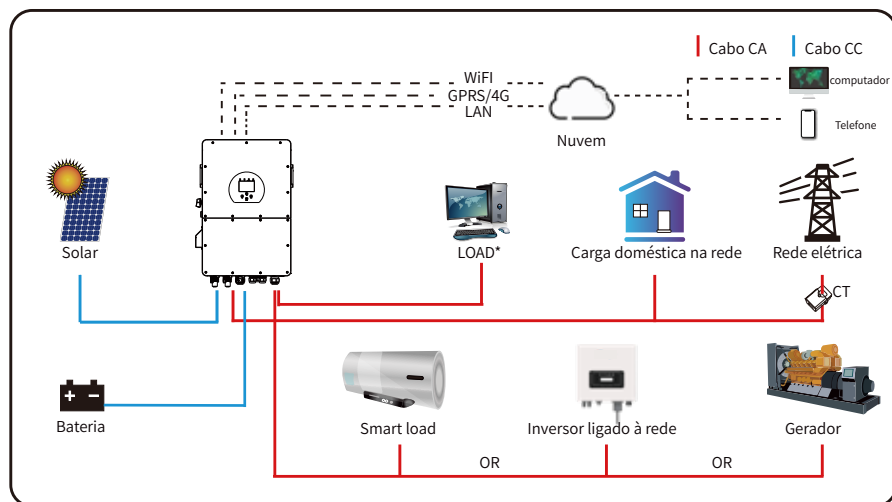 Cabo CA
Cabo CC
WiFI
GPRS/4G
LAN
computador
Nuvem
Telefone
Solar
LOAD*
Carga doméstica na rede
Rede elétrica
CT
Bateria
Smart load
Inversor ligado à rede
Gerador
OR
OR